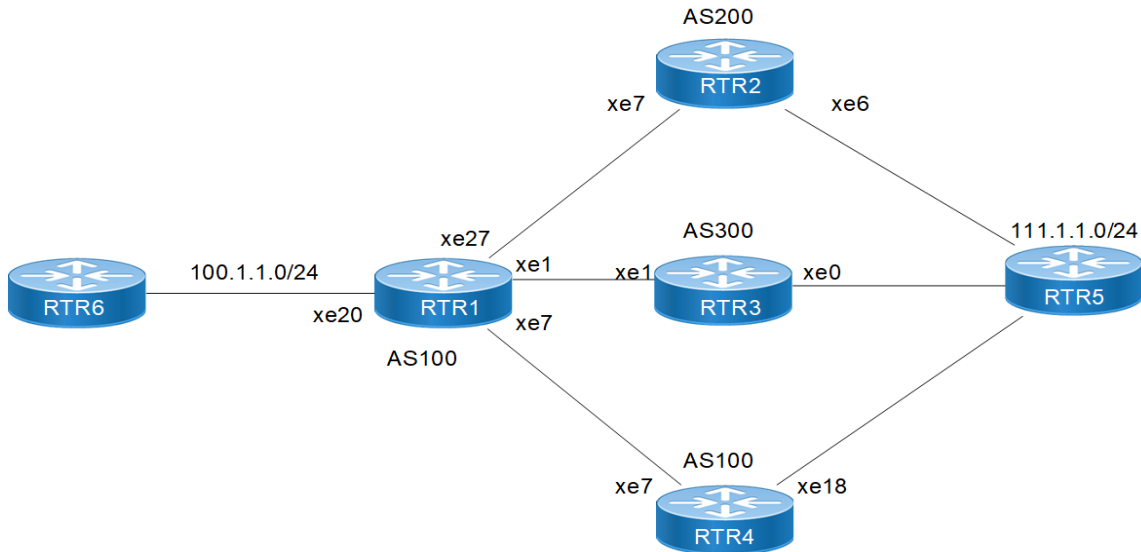 AS200
RTR2
xe7
xe6
AS300
111.1.1.0/24
xe27
100.1.1.0/24
xe1
xe1
xe0
RTR6
RTR1
RTR3
RTR5
xe20
xe7
AS100
AS100
xe7
xe18
RTR4